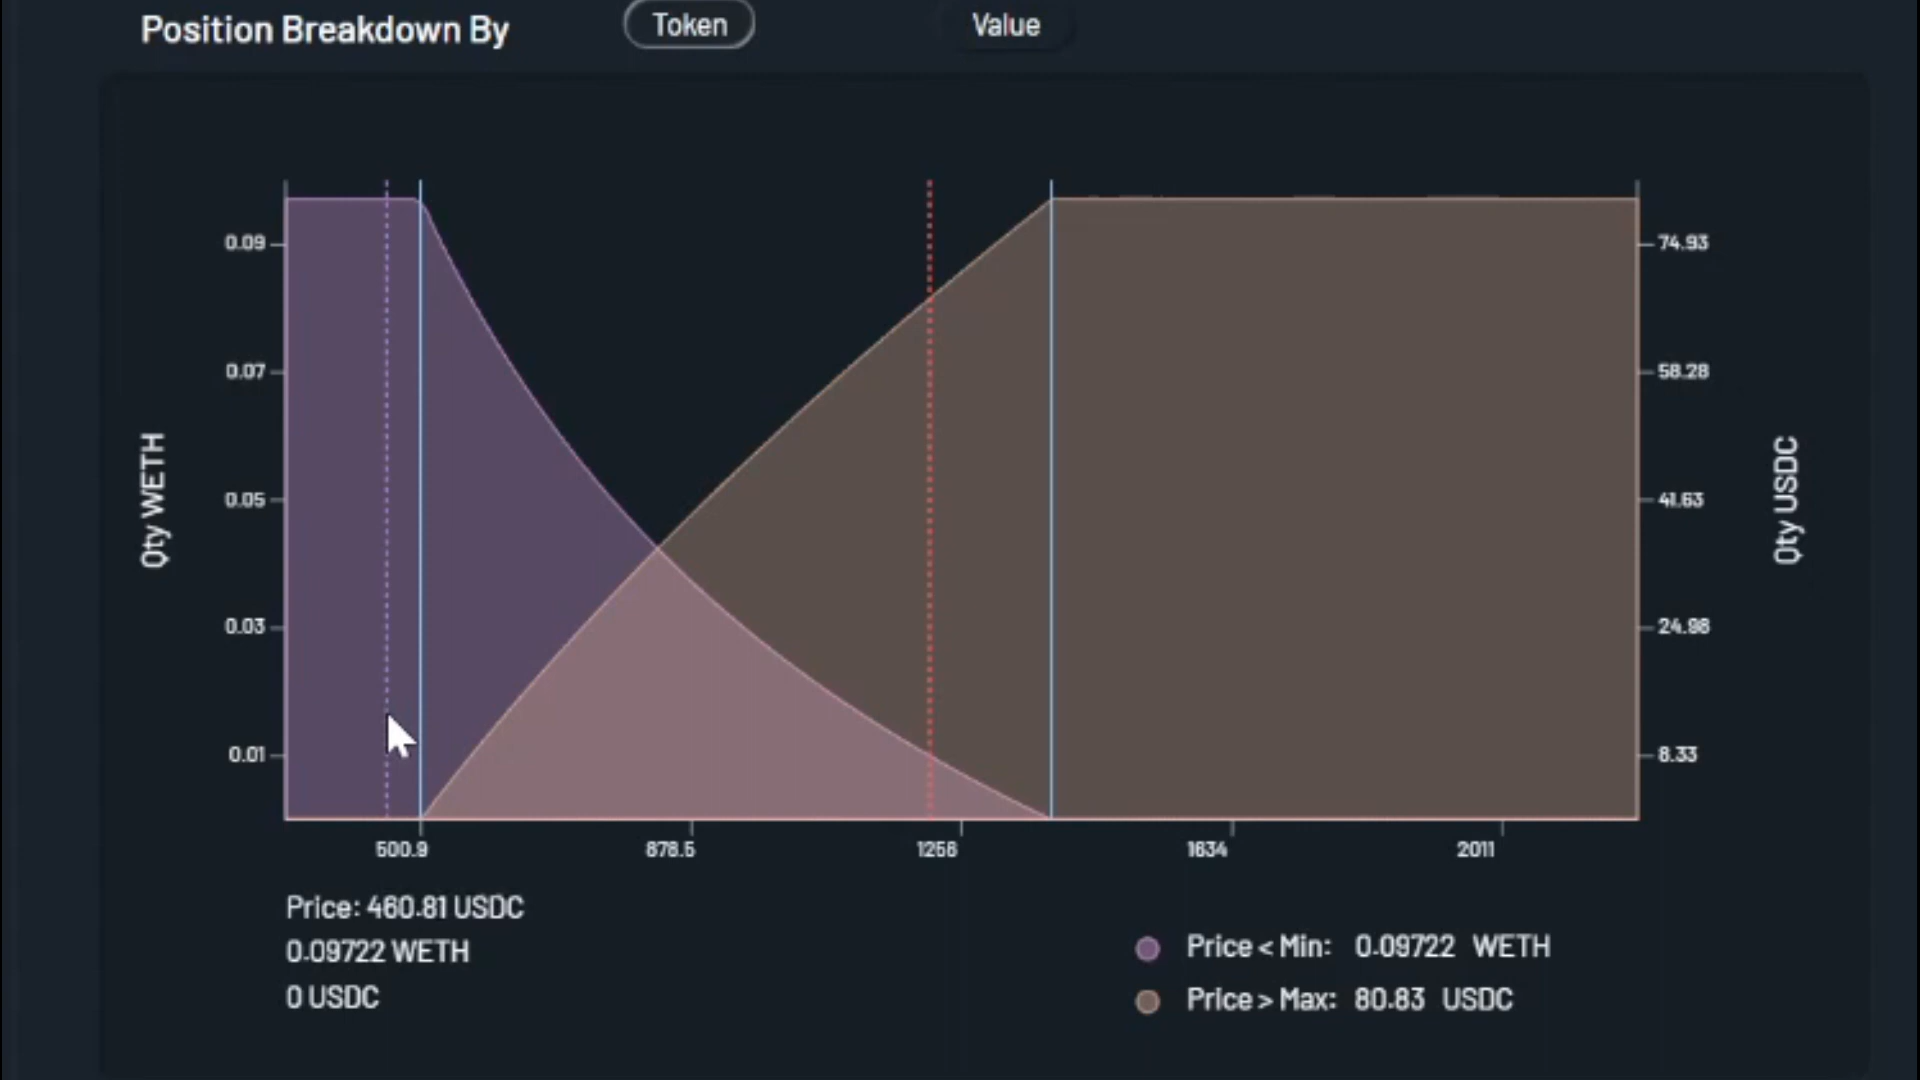 Position Breakdown By Token Value
0.09
0.07
0.05
0.03
0.01
Qty WETH
74.93
58.28
41.63
24.98
8.33
Qty USDC
500.9 878.5 1256 1634 2011
Price: 460.81 USDC
0.09722 WETH
0 USDC
Price < Min: 0.09722 WETH
Price > Max: 80.83 USDC